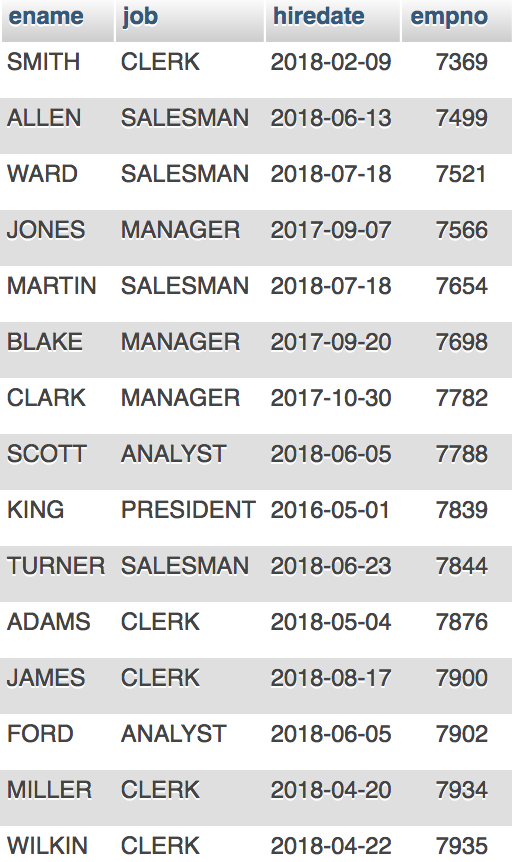 ename job hiredate empno
SMITH CLERK 2018-02-09 7369
ALLEN SALESMAN 2018-06-13 7499
WARD SALESMAN 2018-07-18 7521
JONES MANAGER 2017-09-07 7566
MARTIN SALESMAN 2018-07-18 7654
BLAKE MANAGER 2017-09-20 7698
CLARK MANAGER 2017-10-30 7782
SCOTT ANALYST 2018-06-05 7788
KING PRESIDENT 2016-05-01 7839
TURNER SALESMAN 2018-06-23 7844
ADAMS CLERK 2018-05-04 7876
JAMES CLERK 2018-08-17 7900
FORD ANALYST 2018-06-05 7902
MILLER CLERK 2018-04-20 7934
WILKIN CLERK 2018-04-22 7935